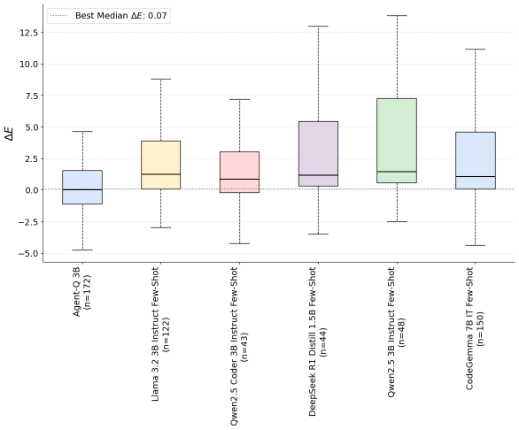 Best Median ΔE: 0.07
ΔE
12.5
10.0
7.5
5.0
2.5
0.0
−2.5
−5.0
Agent-Q 3B
(n=172)
Llama 3.2 3B Instruct Few-Shot
(n=122)
Qwen2.5 Coder 3B Instruct Few-Shot
(n=43)
DeepSeek R1 Distill 1.5B Few-Shot
(n=44)
Qwen2.5 3B Instruct Few-Shot
(n=48)
CodeGemma 7B IT Few-Shot
(n=150)